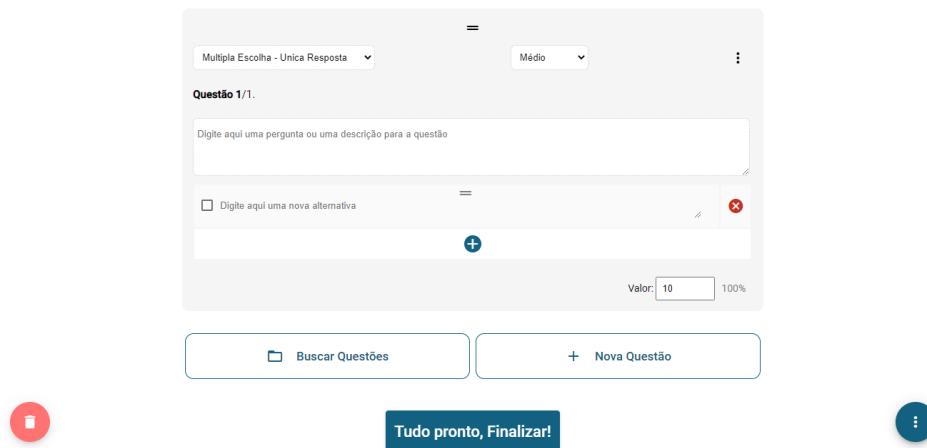 Multipla Escolha - Unica Resposta
Médio
Questão 1/1.
Digite aqui uma pergunta ou uma descrição para a questão
Digite aqui uma nova alternativa
Valor: 10 100%
Buscar Questões
Nova Questão
Tudo pronto, Finalizar!